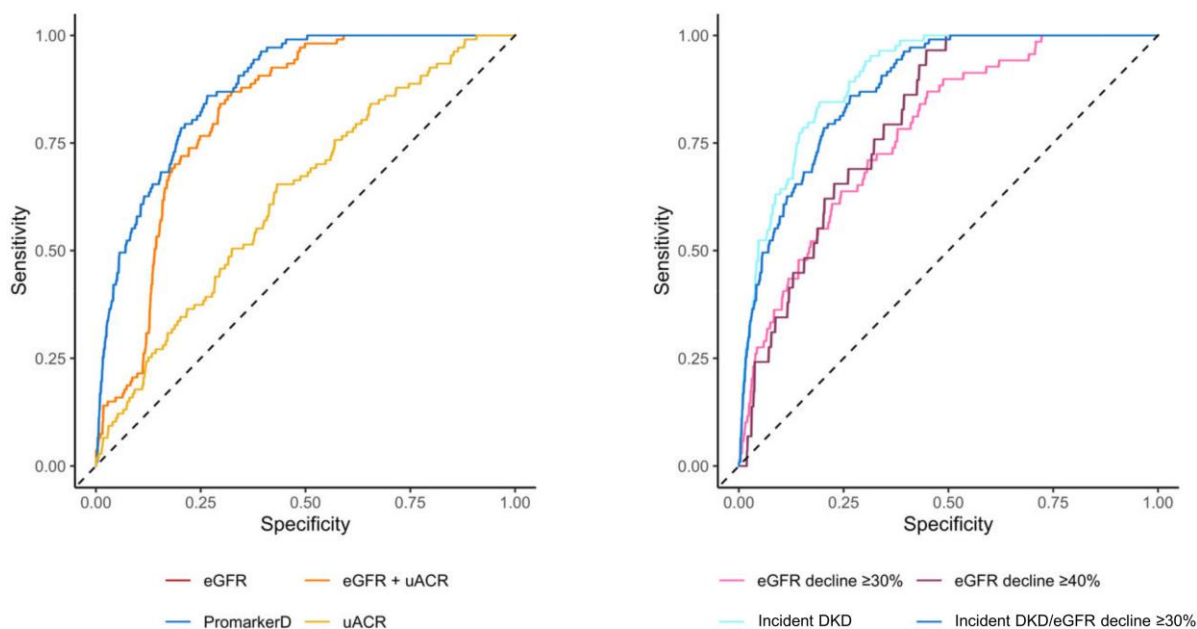 1.00
0.75
0.50
0.25
0.00
Sensitivity
0.00 0.25 0.50 0.75 1.00
Specificity
eGFR
eGFR + uACR
PromarkerD
uACR
1.00
0.75
0.50
0.25
0.00
Sensitivity
0.00 0.25 0.50 0.75 1.00
Specificity
eGFR decline ≥30%
eGFR decline ≥40%
Incident DKD
Incident DKD/eGFR decline ≥30%